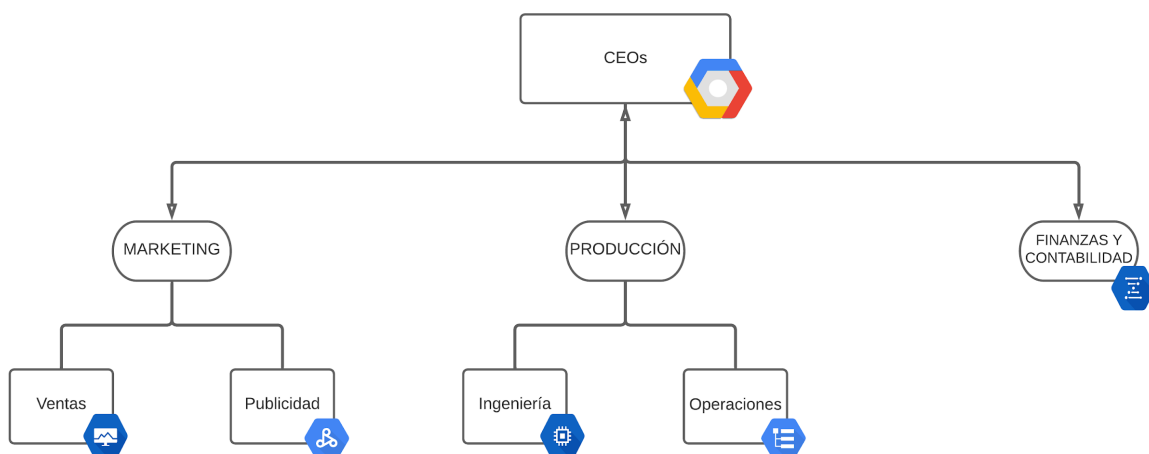 CEOs
MARKETING
PRODUCCIÓN
FINANZAS Y
CONTABILIDAD
Ventas
Publicidad
Ingeniería
Operaciones